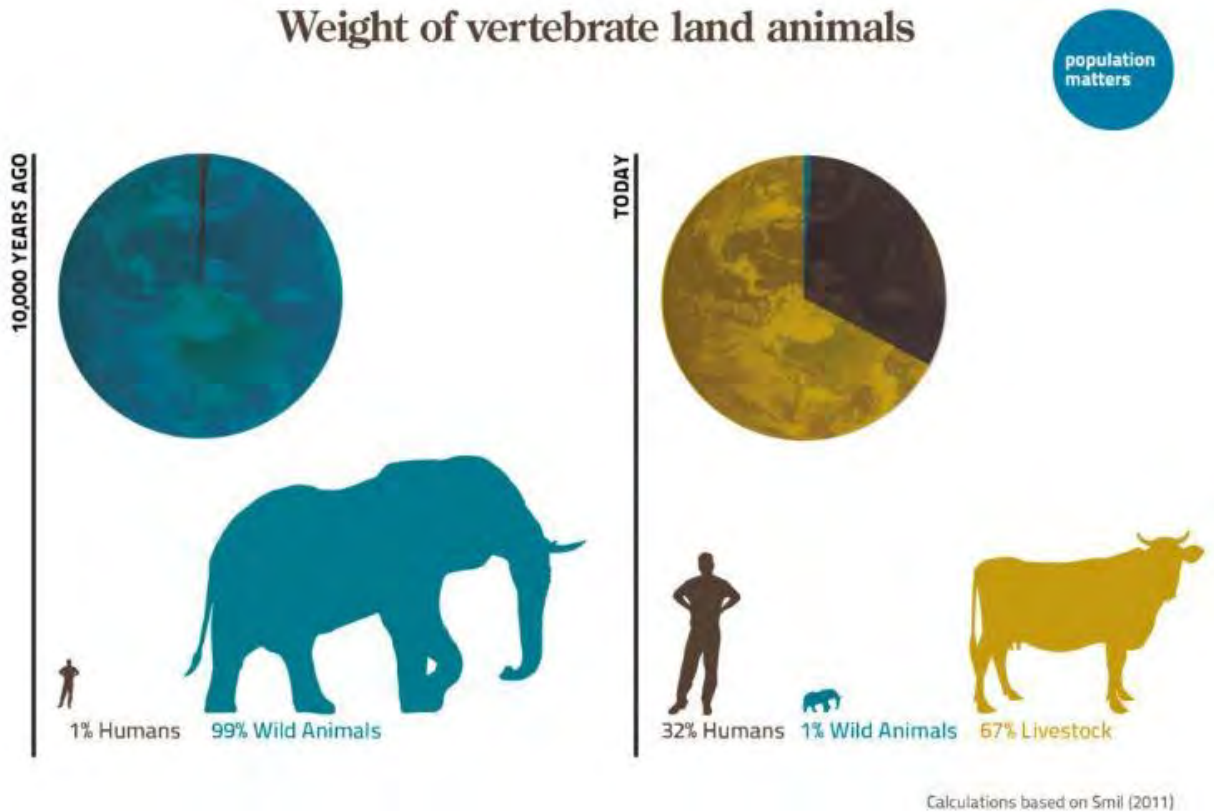 Weight of vertebrate land animals
population
matters
10,000 YEARS AGO
1% Humans
99% Wild Animals
TODAY
32% Humans
1% Wild Animals
67% Livestock
Calculations based on Smil (2011)